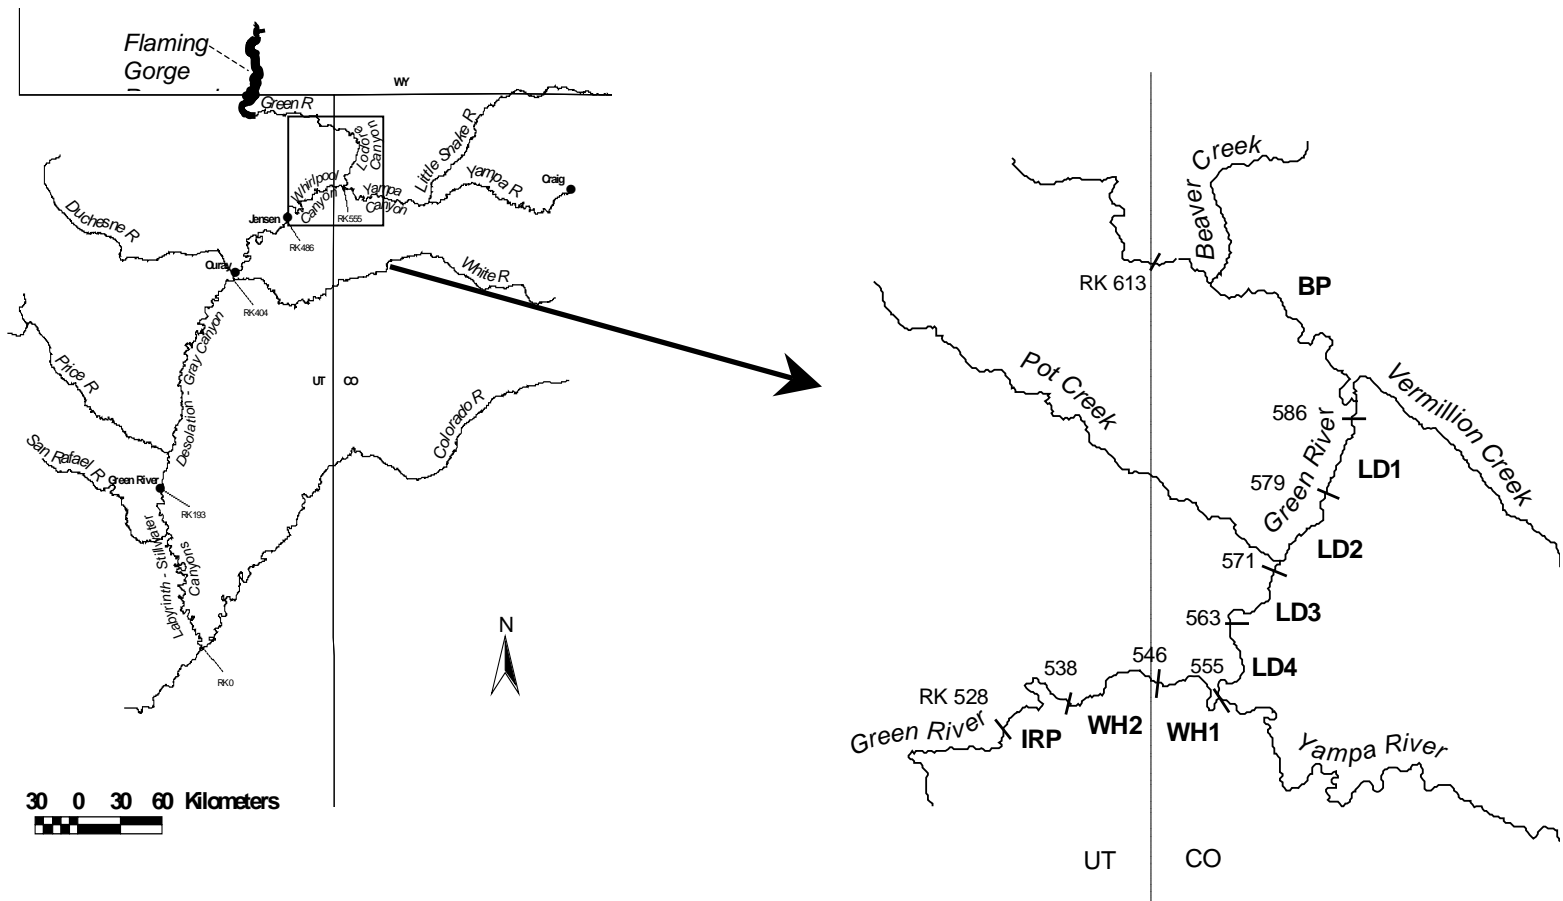 Flaming
Gorge
WY
Green R
Lodore
Canyon
Little Snake R
Whirlpool
Canyon
Yampa
Canyon
Yampa R
Craig
Jensen
RK555
RK486
Duchesne R
Ouray
White R
RK404
Desolation - Gray Canyon
Price R
UT CO
Colorado R
San Rafael R
Green River
RK193
Labyrinth - Stillwater
Canyons
RK0
N
30 0 30 60 Kilometers
Beaver Creek
RK 613
BP
Pot Creek
Vermillion Creek
586
Green River
LD1
579
LD2
571
LD3
563
LD4
555
546
538
RK 528
Green River
IRP
WH2
WH1
Yampa River
UT CO